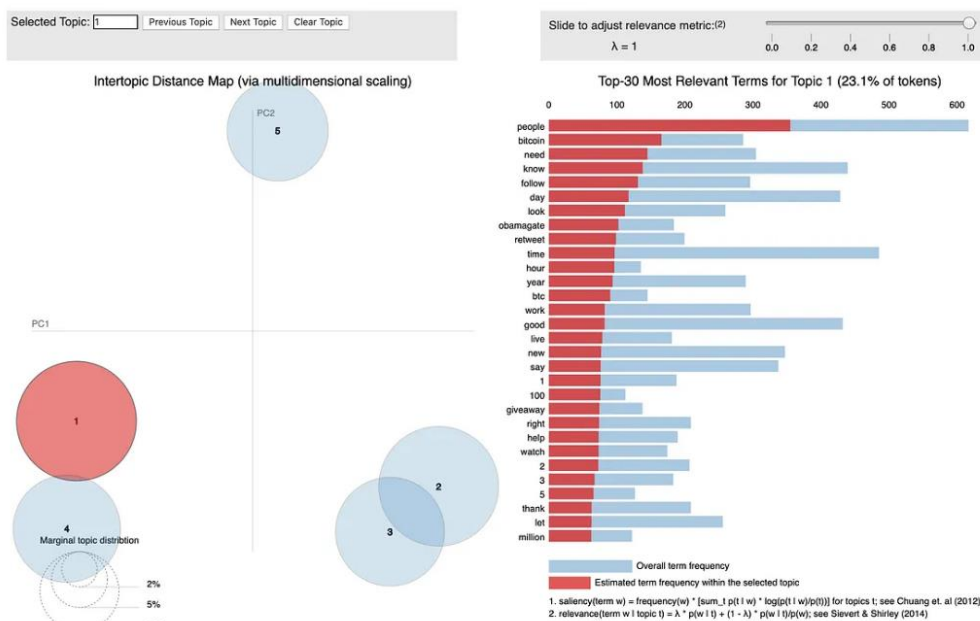 Selected Topic: 1 Previous Topic Next Topic Clear Topic
Slide to adjust relevance metric:(2)
λ = 1
0.0 0.2 0.4 0.6 0.8 1.0
Intertopic Distance Map (via multidimensional scaling)
PC2
5
PC1
1
2
3
4
Marginal topic distribtion
2%
5%
Top-30 Most Relevant Terms for Topic 1 (23.1% of tokens)
0 100 200 300 400 500 600
people
bitcoin
need
know
follow
day
look
obamagate
retweet
time
hour
year
btc
work
good
live
new
say
1
100
giveaway
right
help
watch
2
3
5
thank
let
million
Overall term frequency
Estimated term frequency within the selected topic
1. saliency(term w) = frequency(w) * [sum_t p(t | w) * log(p(t | w)/p(t))] for topics t; see Chuang et. al (2012)
2. relevance(term w | topic t) = λ * p(w | t) + (1 - λ) * p(w | t)/p(w); see Sievert & Shirley (2014)